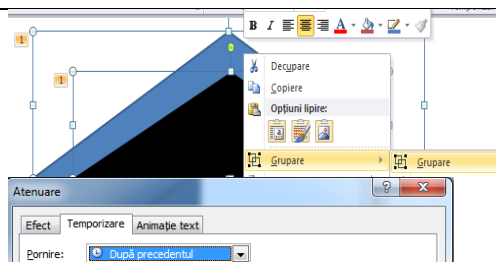 B I A
1
1
Decupare
Copiere
Opțiuni lipire:
A
Grupare
Grupare
Atenuare
?
Efect Temporizare Animație text
Pornire: După precedentul